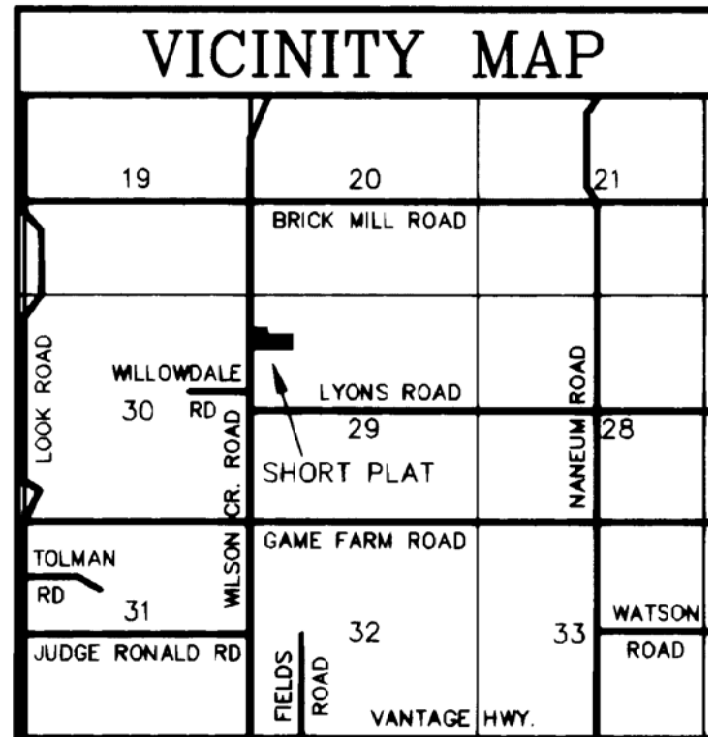 VICINITY MAP
19
20
21
BRICK MILL ROAD
LOOK ROAD
WILLOWDALE
RD
30
WILSON CR. ROAD
LYONS ROAD
29
NANEUM ROAD
28
SHORT PLAT
GAME FARM ROAD
TOLMAN
RD
31
32
33
WATSON
ROAD
JUDGE RONALD RD
FIELDS
ROAD
VANTAGE HWY.